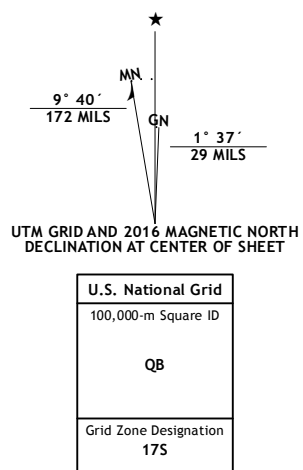 ★
MN
GN
9° 40´
172 MILS
1° 37´
29 MILS
UTM GRID AND 2016 MAGNETIC NORTH
DECLINATION AT CENTER OF SHEET
U.S. National Grid
100,000-m Square ID
QB
Grid Zone Designation
17S